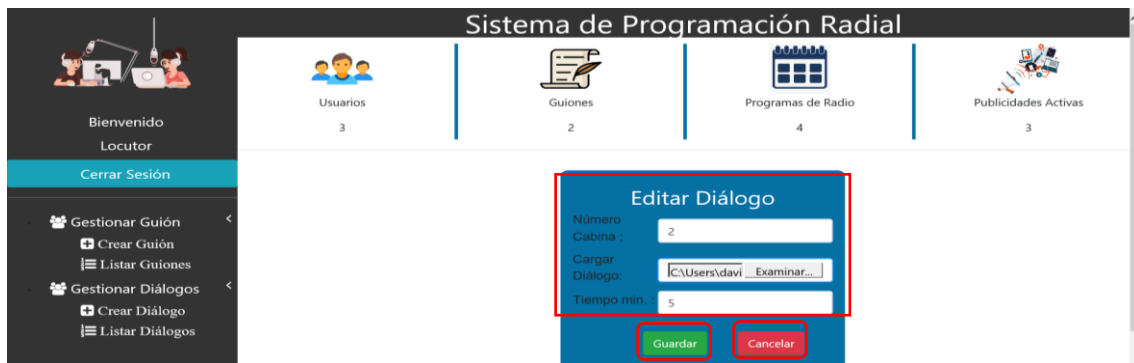 Sistema de Programación Radial
Bienvenido
Locutor
Cerrar Sesión
Gestionar Guión
Crear Guión
Listar Guiones
Gestionar Diálogos
Crear Diálogo
Listar Diálogos
Usuarios
3
Guiones
2
Programas de Radio
4
Publicidades Activas
3
Editar Diálogo
Número
Cabina :
2
Cargar
Diálogo:
C:\Users\davi Examinar...
Tiempo min. :
5
Guardar
Cancelar